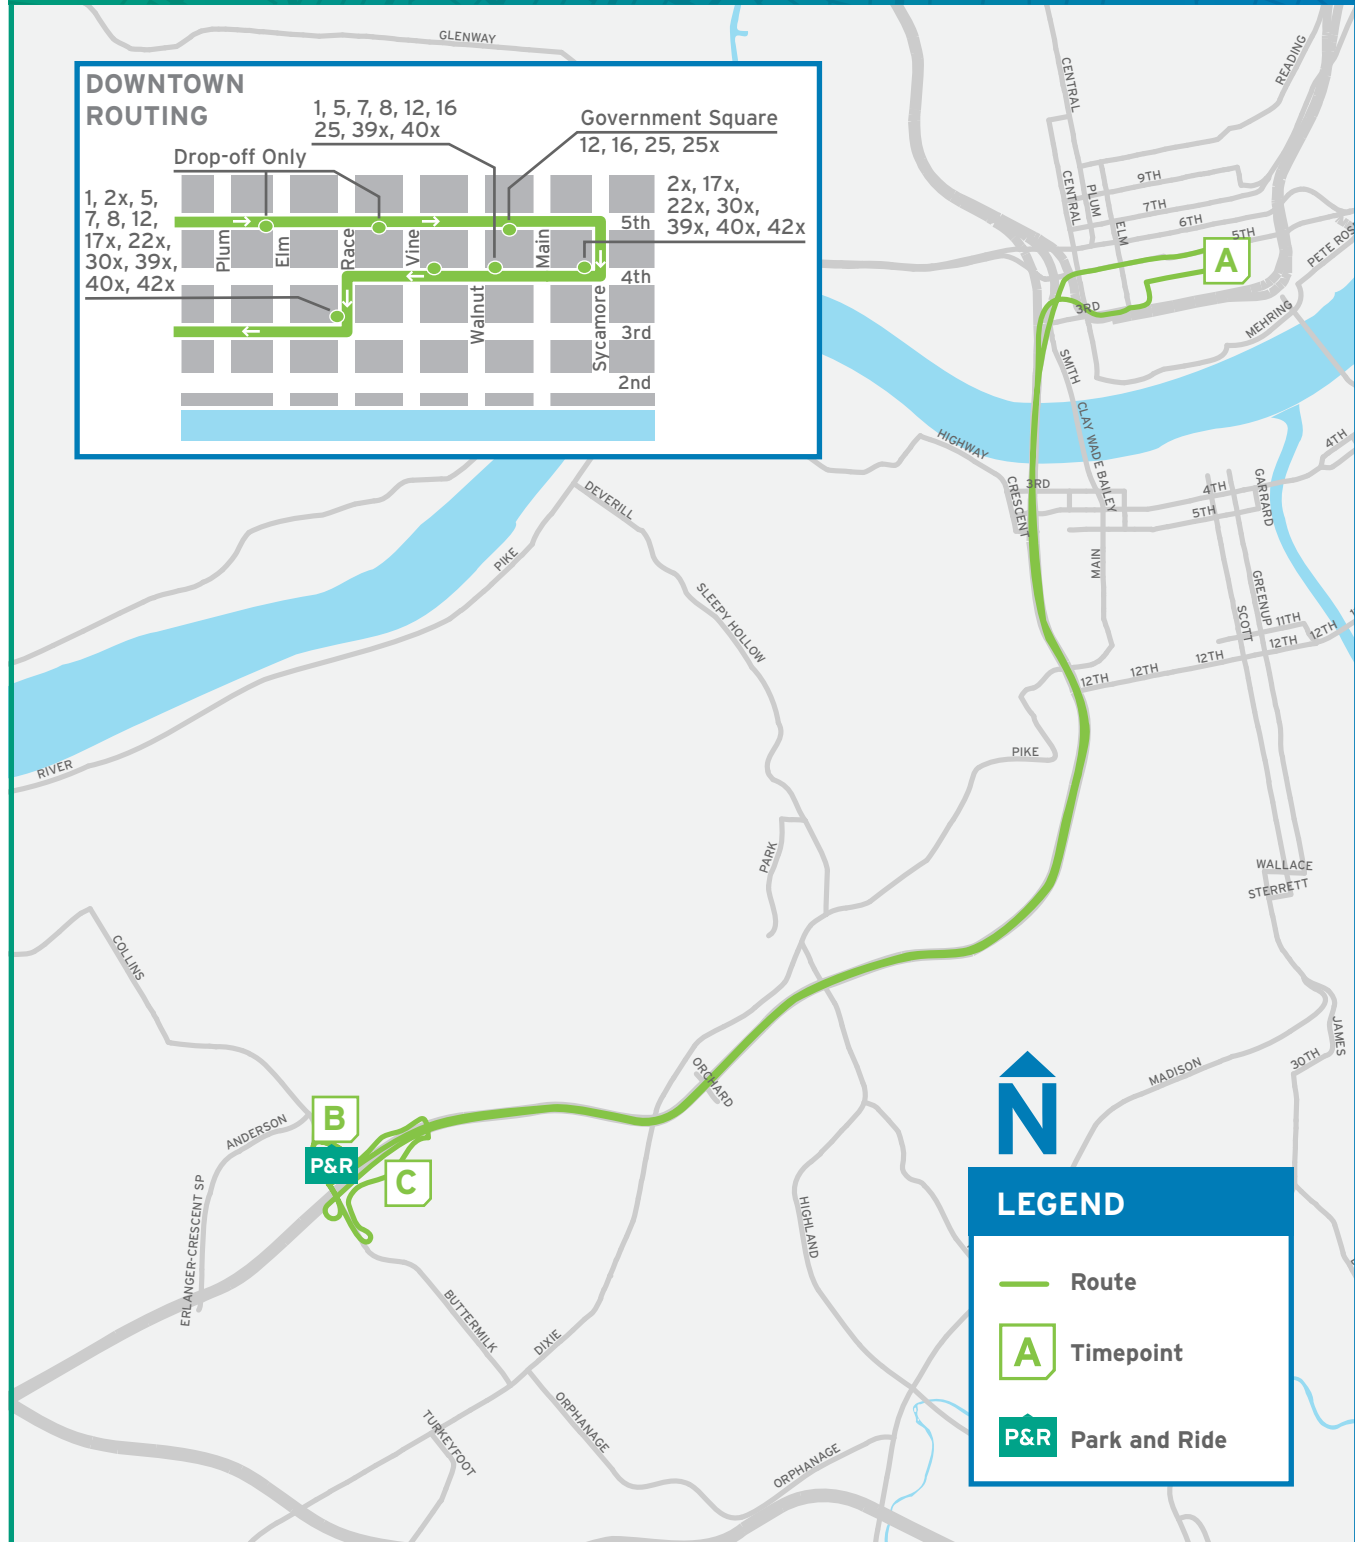 GLENWAY
CENTRAL
READING
DOWNTOWN
ROUTING
1, 5, 7, 8, 12, 16
25, 39x, 40x
Government Square
12, 16, 25, 25x
Drop-off Only
1, 2x, 5,
7, 8, 12,
17x, 22x,
30x, 39x,
40x, 42x
2x, 17x,
22x, 30x,
39x, 40x, 42x
Plum
Elm
Race
Vine
Walnut
Main
Sycamore
5th
4th
3rd
2nd
9TH
CENTRAL
PLUM
7TH
6TH
ELM
5TH
A
PETE ROS
3RD
MEHRING
SMITH
CLAY WADE BAILEY
HIGHWAY
4TH
CRESCENT
3RD
4TH
GARRARD
5TH
DEVERILL
PIKE
MAIN
SLEEPY HOLLOW
GREENUP
SCOTT
11TH
12TH
12TH
12TH
12TH
12TH
PIKE
RIVER
PARK
WALLACE
STERRETT
COLLINS
JAMES
30TH
MADISON
ORCHARD
B
ANDERSON
P&R
C
ERLANGER-CRESCENT SP
HIGHLAND
BUTTERMILK
DIXIE
ORPHANAGE
TURKEYFOOT
ORPHANAGE
N
LEGEND
Route
A
Timepoint
P&R
Park and Ride